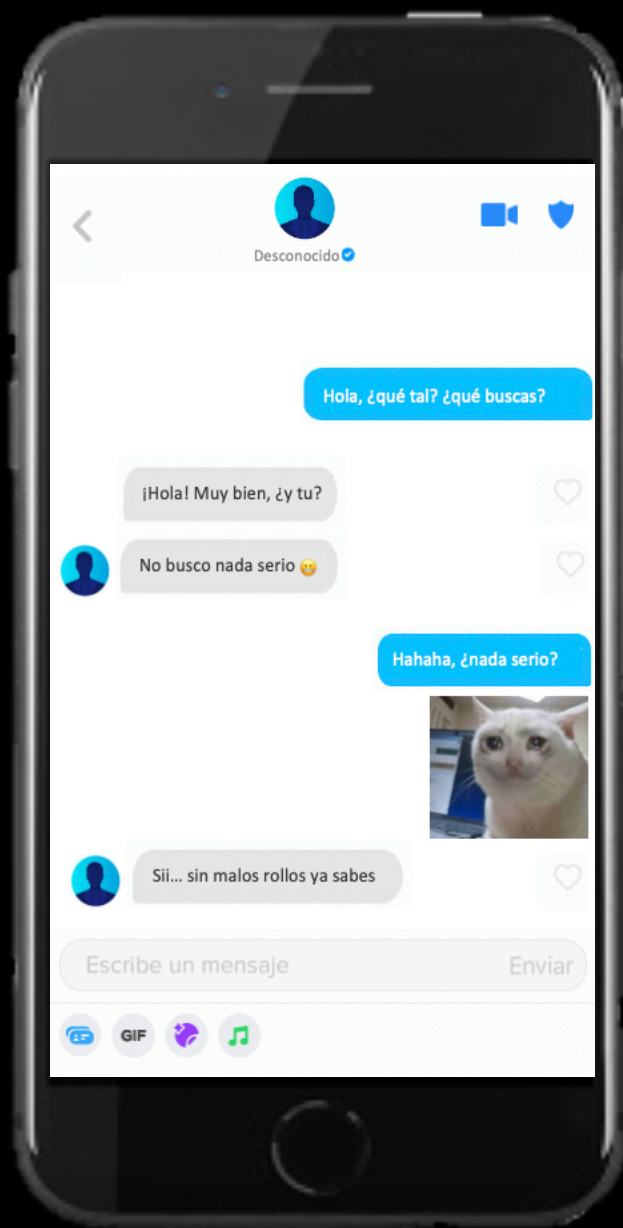 Desconocido
Hola, ¿qué tal? ¿qué buscas?
¡Hola! Muy bien, ¿y tu?
No busco nada serio 😁
Hahaha, ¿nada serio?
Sii... sin malos rollos ya sabes
Escribe un mensaje
Enviar
GIF